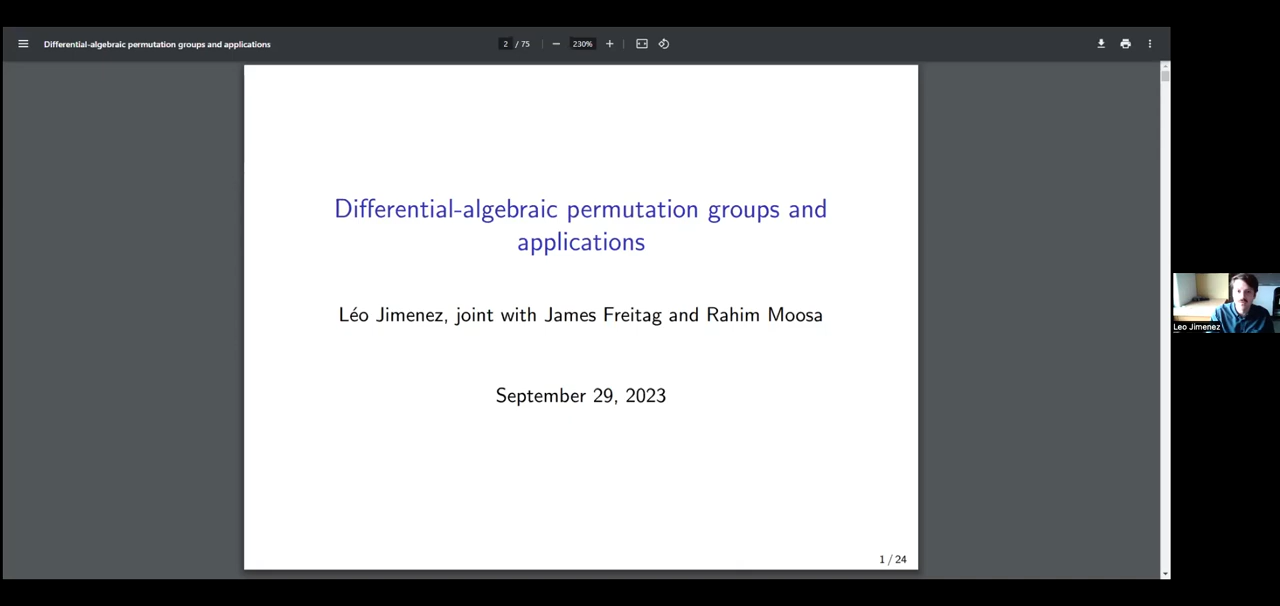 Differential-algebraic permutation groups and applications
2 / 75
230%
Differential-algebraic permutation groups and
applications
Léo Jimenez, joint with James Freitag and Rahim Moosa
September 29, 2023
1 / 24
Leo Jimenez